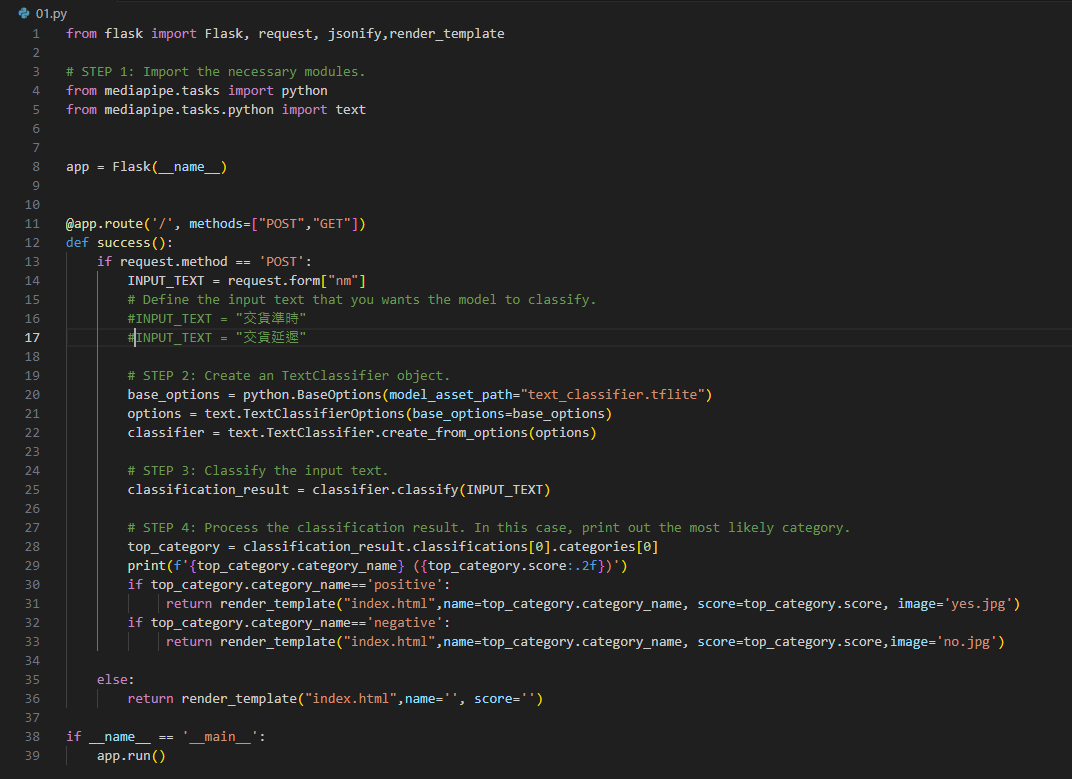 01.py
1 from flask import Flask, request, jsonify,render_template
2
3 # STEP 1: Import the necessary modules.
4 from mediapipe.tasks import python
5 from mediapipe.tasks.python import text
6
7
8 app = Flask(__name__)
9
10
11 @app.route('/', methods=["POST","GET"])
12 def success():
13     if request.method == 'POST':
14         INPUT_TEXT = request.form["nm"]
15         # Define the input text that you wants the model to classify.
16         #INPUT_TEXT = "交貨準時"
17         #INPUT_TEXT = "交貨延遲"
18
19         # STEP 2: Create an TextClassifier object.
20         base_options = python.BaseOptions(model_asset_path="text_classifier.tflite")
21         options = text.TextClassifierOptions(base_options=base_options)
22         classifier = text.TextClassifier.create_from_options(options)
23
24         # STEP 3: Classify the input text.
25         classification_result = classifier.classify(INPUT_TEXT)
26
27         # STEP 4: Process the classification result. In this case, print out the most likely category.
28         top_category = classification_result.classifications[0].categories[0]
29         print(f'{top_category.category_name} ({top_category.score:.2f})')
30         if top_category.category_name=='positive':
31             return render_template("index.html",name=top_category.category_name, score=top_category.score, image='yes.jpg')
32         if top_category.category_name=='negative':
33             return render_template("index.html",name=top_category.category_name, score=top_category.score,image='no.jpg')
34
35     else:
36         return render_template("index.html",name='', score='')
37
38 if __name__ == '__main__':
39     app.run()